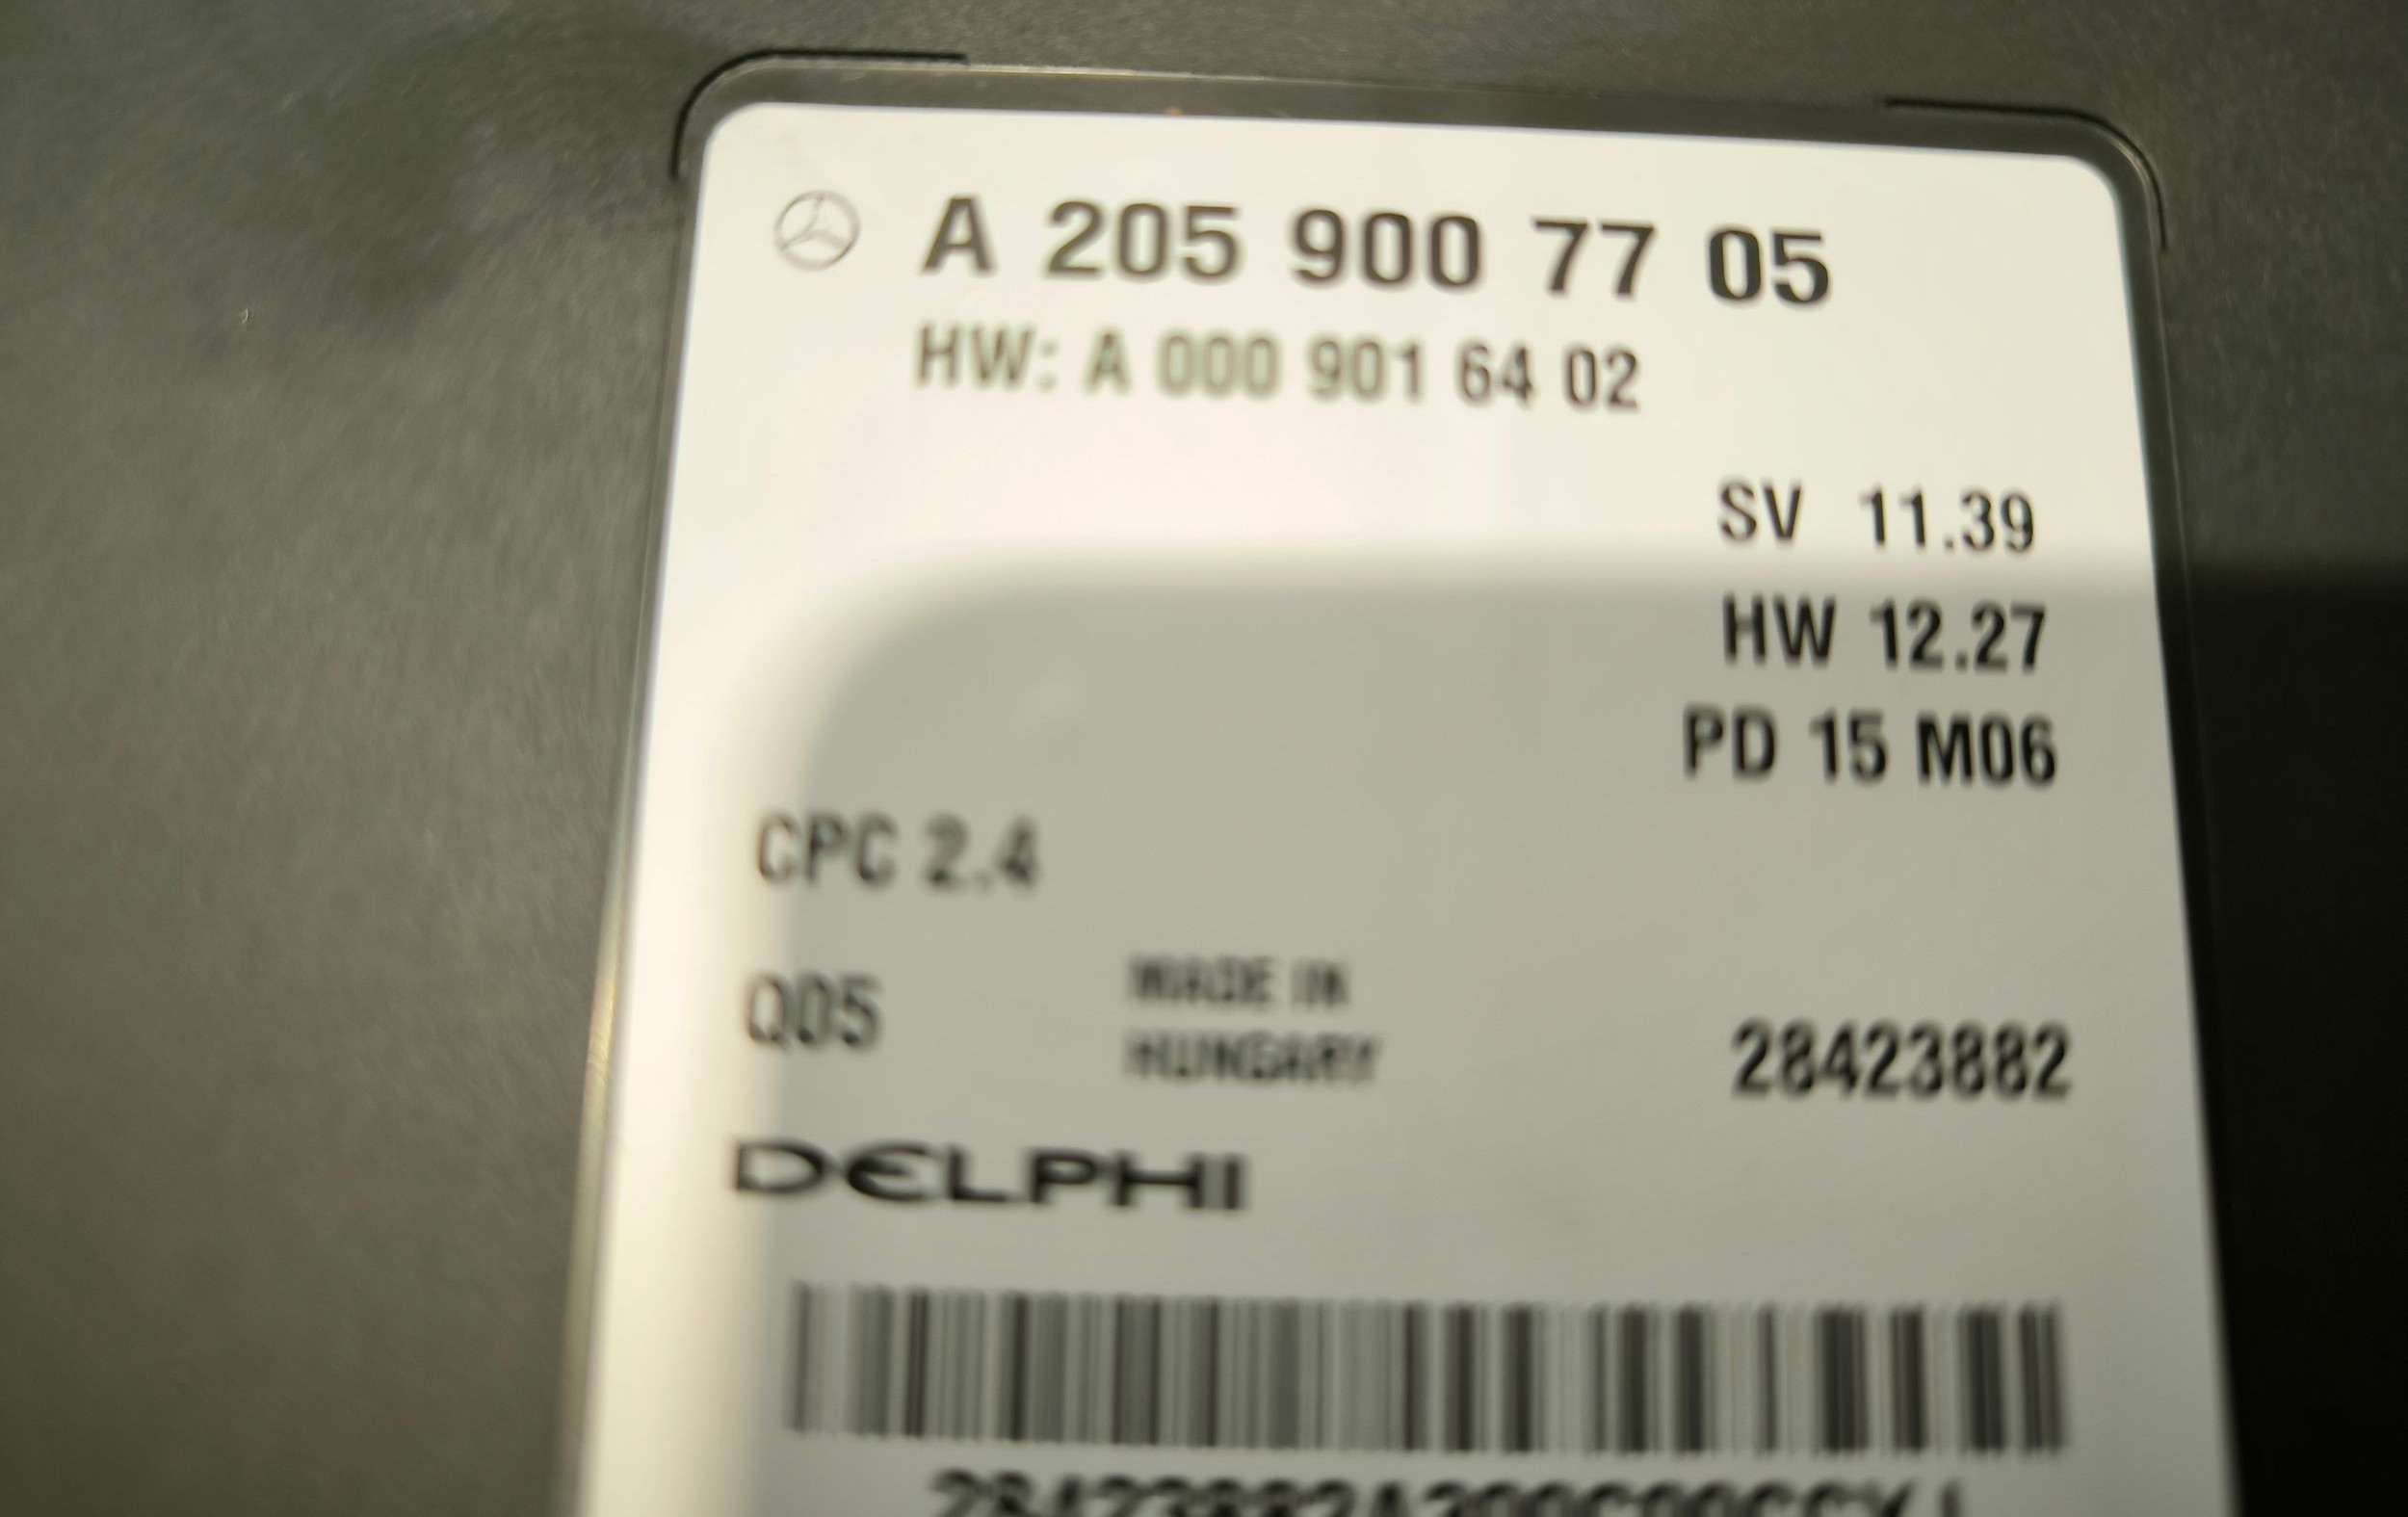 A 205 900 77 05
HW: A 000 901 64 02
SV 11.39
HW 12.27
PD 15 M06
CPC 2.4
Q05
MADE IN
HUNGARY
28423882
DELPHI